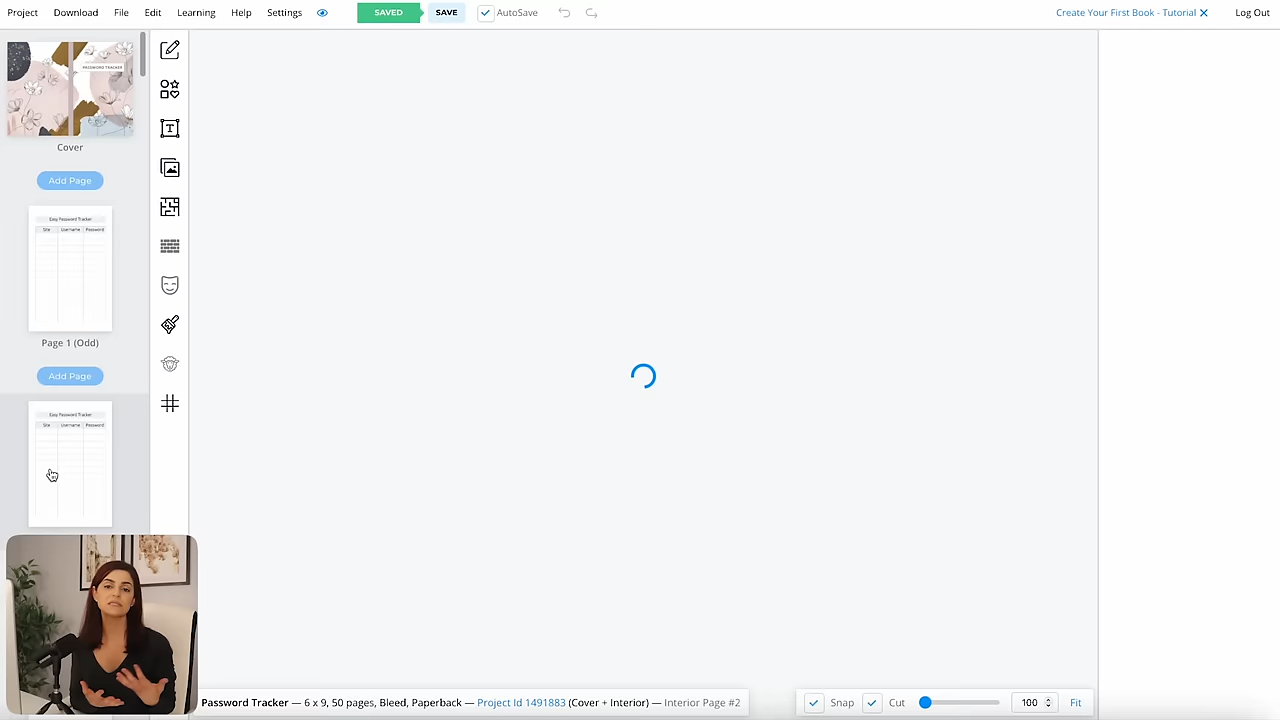 Project Download File Edit Learning Help Settings SAVED SAVE AutoSave Create Your First Book - Tutorial Log Out
PASSWORD TRACKER
Cover
Add Page
Easy Password Tracker
Site Username Password
Page 1 (Odd)
Add Page
Easy Password Tracker
Site Username Password
Password Tracker — 6 x 9, 50 pages, Bleed, Paperback — Project Id 1491883 (Cover + Interior) — Interior Page #2
Snap Cut 100 Fit